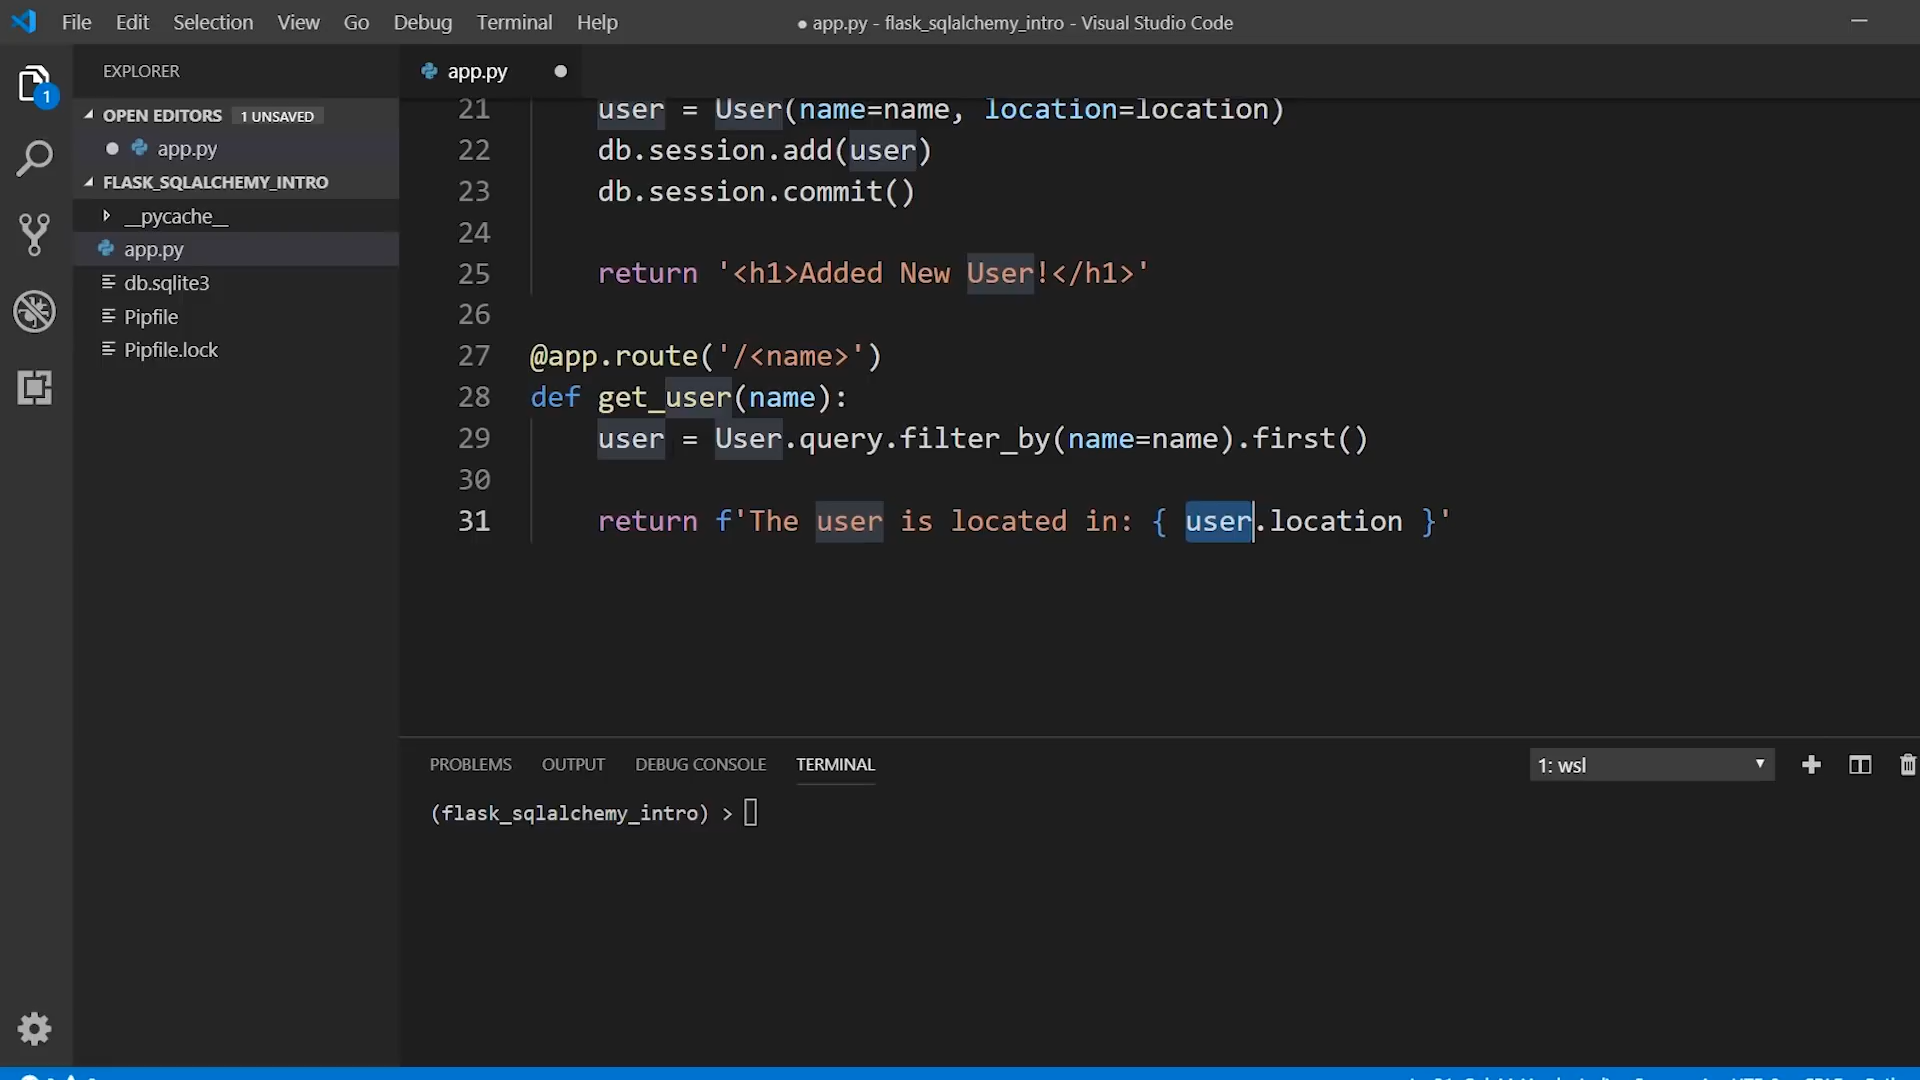 File Edit Selection View Go Debug Terminal Help ● app.py - flask_sqlalchemy_intro - Visual Studio Code
EXPLORER
1
OPEN EDITORS 1 UNSAVED
app.py
FLASK_SQLALCHEMY_INTRO
__pycache__
app.py
db.sqlite3
Pipfile
Pipfile.lock
app.py
21 user = User(name=name, location=location)
22 db.session.add(user)
23 db.session.commit()
24
25 return '<h1>Added New User!</h1>'
26
27 @app.route('/<name>')
28 def get_user(name):
29 user = User.query.filter_by(name=name).first()
30
31 return f'The user is located in: { user.location }'
PROBLEMS OUTPUT DEBUG CONSOLE TERMINAL 1: wsl
(flask_sqlalchemy_intro) >